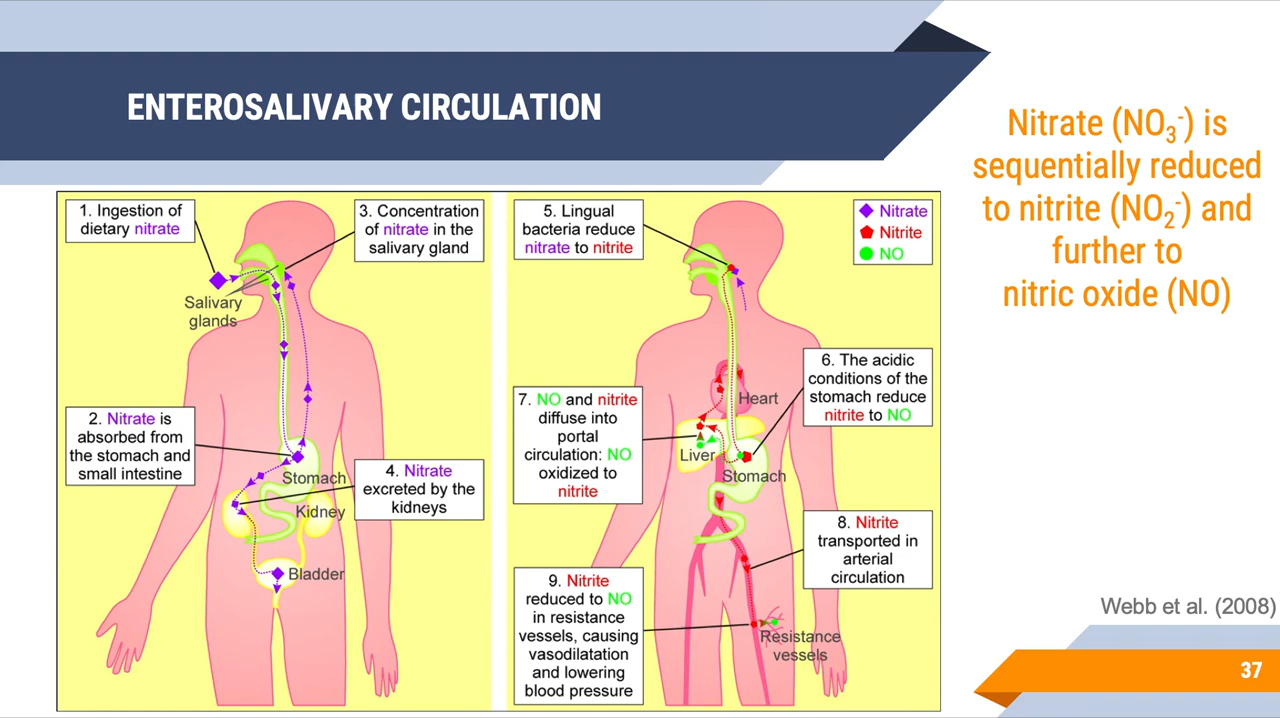 ENTEROSALIVARY CIRCULATION
Nitrate (NO3-) is
sequentially reduced
to nitrite (NO2-) and
further to
nitric oxide (NO)
1. Ingestion of
dietary nitrate
3. Concentration
of nitrate in the
salivary gland
Salivary
glands
2. Nitrate is
absorbed from
the stomach and
small intestine
Stomach
4. Nitrate
excreted by the
kidneys
Kidney
Bladder
5. Lingual
bacteria reduce
nitrate to nitrite
Nitrate
Nitrite
NO
6. The acidic
conditions of the
stomach reduce
nitrite to NO
Heart
7. NO and nitrite
diffuse into
portal
circulation: NO
oxidized to
nitrite
Liver
Stomach
8. Nitrite
transported in
arterial
circulation
9. Nitrite
reduced to NO
in resistance
vessels, causing
vasodilatation
and lowering
blood pressure
Resistance
vessels
Webb et al. (2008)
37